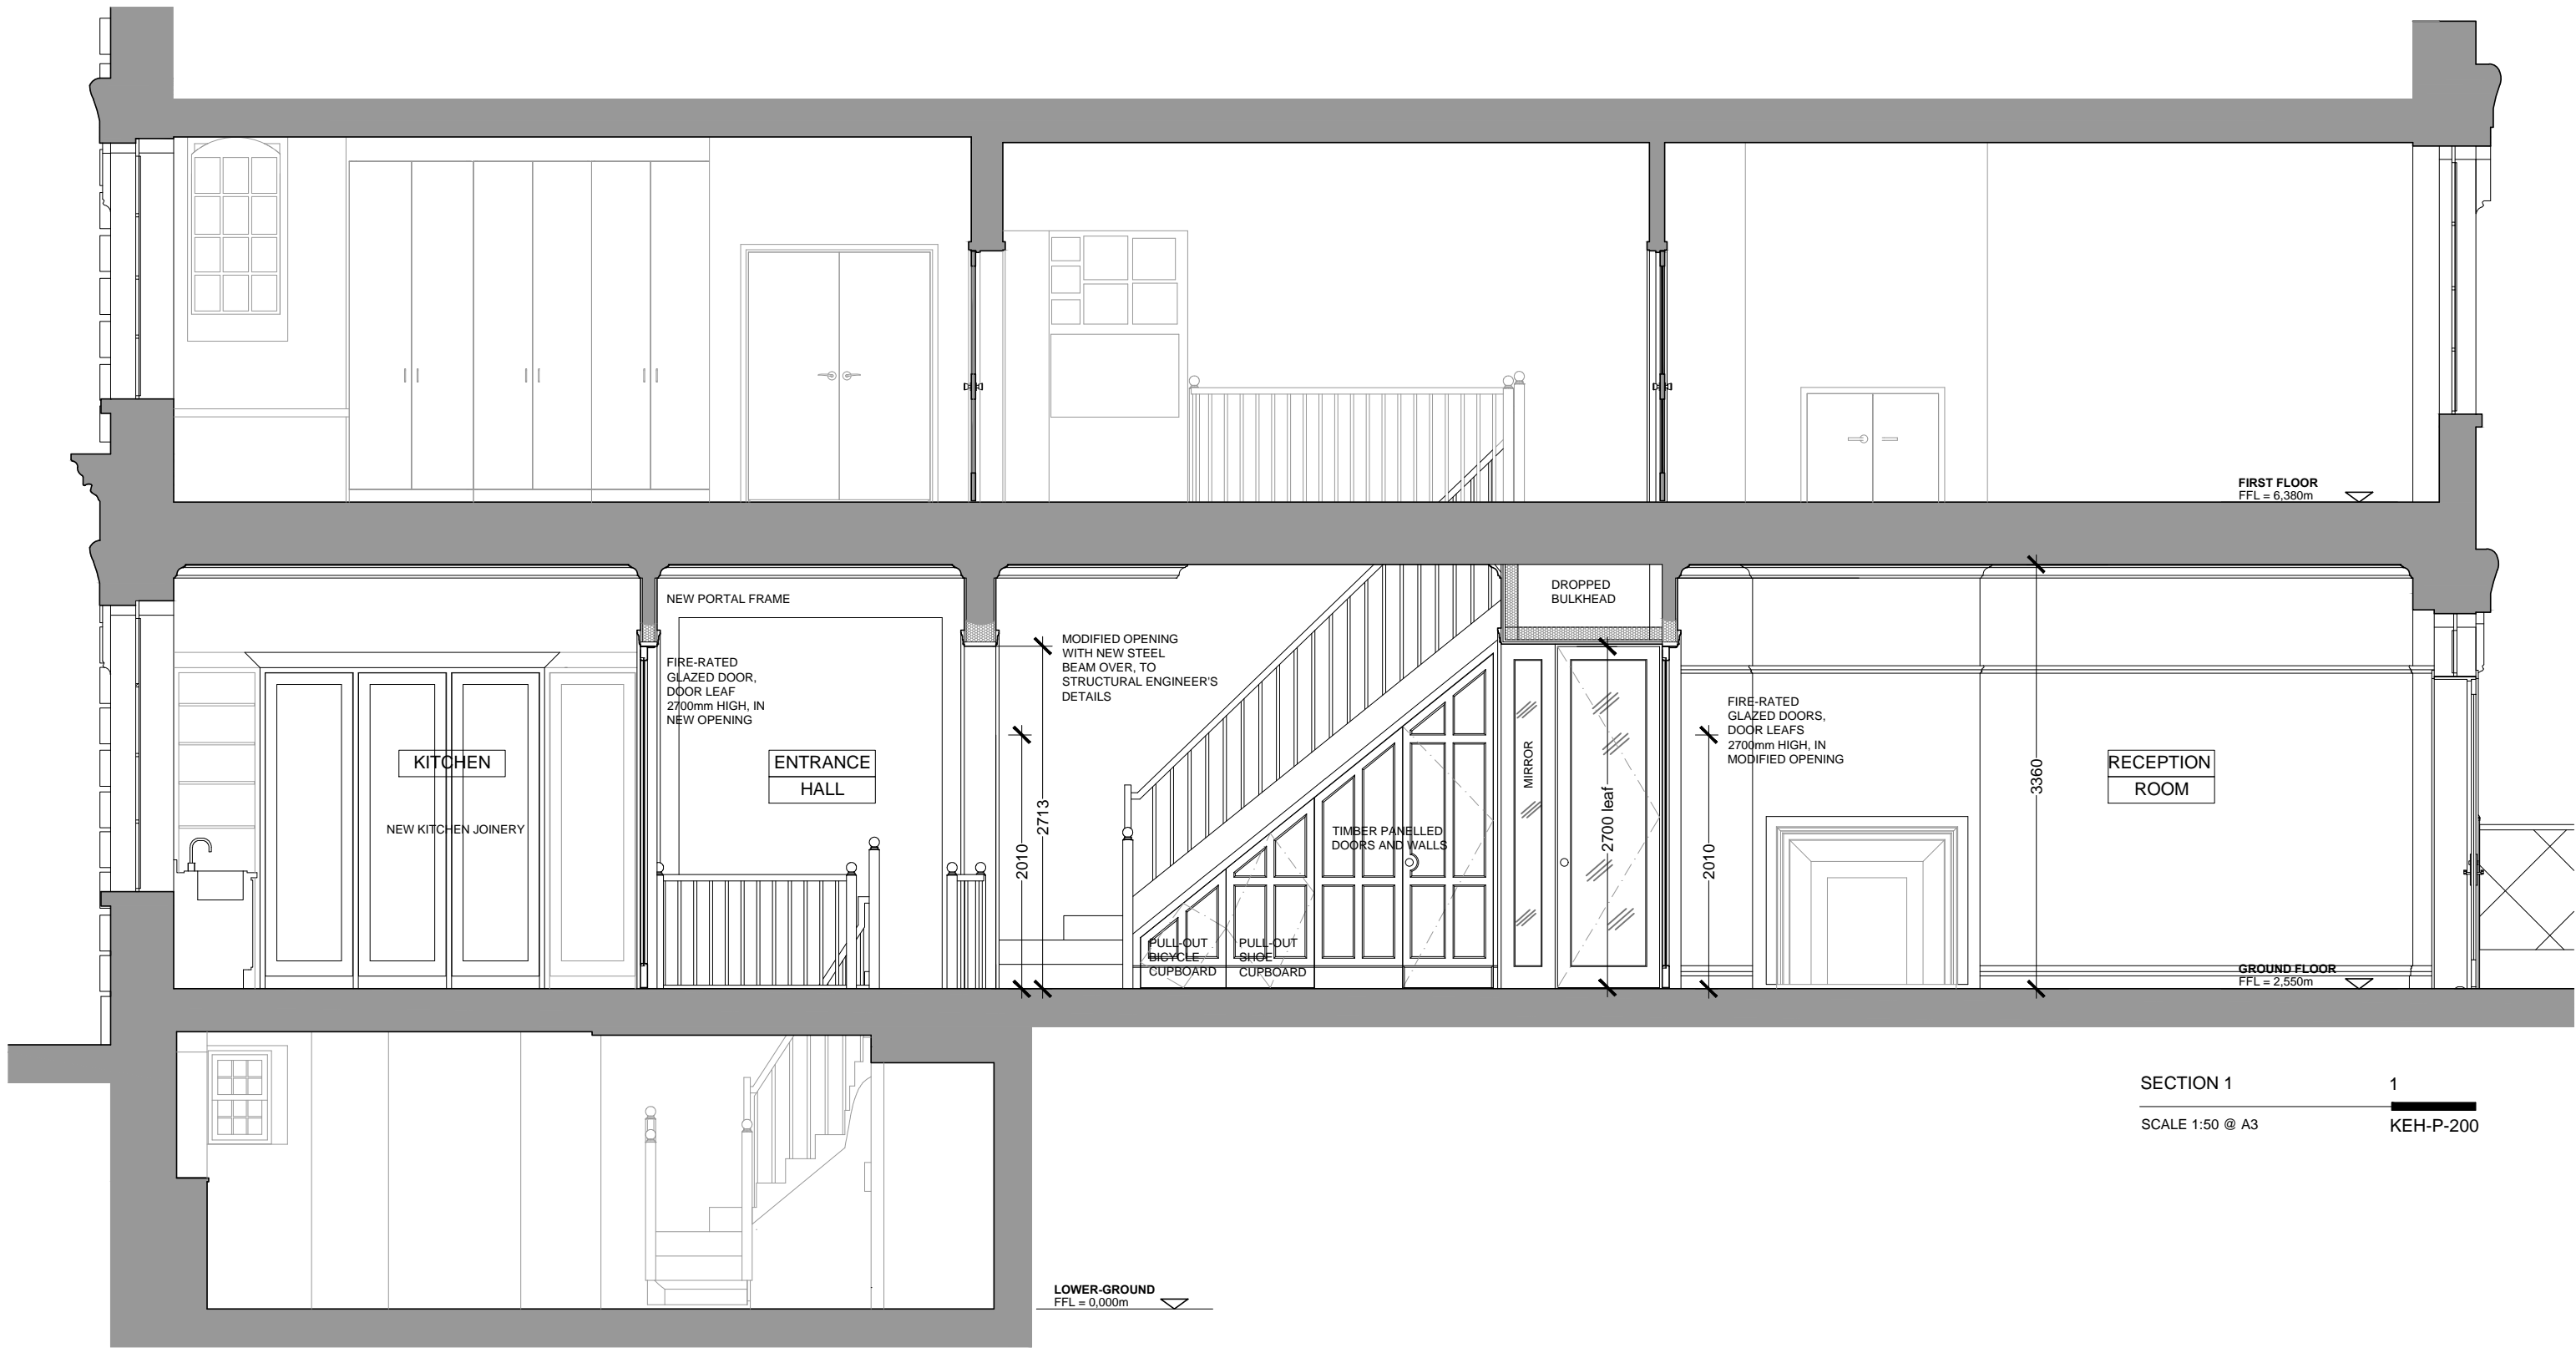 FIRST FLOOR
FFL = 6,380m
NEW PORTAL FRAME
DROPPED
BULKHEAD
MODIFIED OPENING
WITH NEW STEEL
BEAM OVER, TO
STRUCTURAL ENGINEER'S
DETAILS
FIRE-RATED
GLAZED DOOR,
DOOR LEAF
2700mm HIGH, IN
NEW OPENING
FIRE-RATED
GLAZED DOORS,
DOOR LEAFS
2700mm HIGH, IN
MODIFIED OPENING
KITCHEN
ENTRANCE
HALL
RECEPTION
ROOM
NEW KITCHEN JOINERY
2010
2713
TIMBER PANELLED
DOORS AND WALLS
MIRROR
2700 leaf
2010
3360
PULL-OUT
BICYCLE
CUPBOARD
PULL-OUT
SHOE
CUPBOARD
GROUND FLOOR
FFL = 2,550m
SECTION 1
1
SCALE 1:50 @ A3
KEH-P-200
LOWER-GROUND
FFL = 0,000m